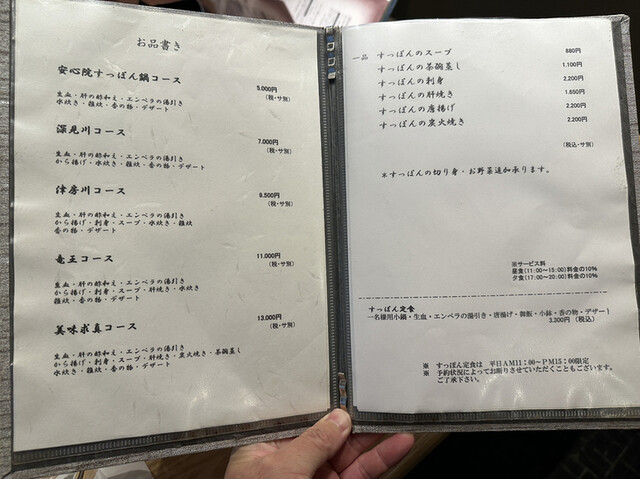 お品書き
安心院すっぽん鍋コース
5.000円
(税・サ別)
生血・肝の酢和え・エンペラの湯引き
水炊き・雑炊・香の物・デザート
深見川コース
7.000円
(税・サ別)
生血・肝の酢和え・エンペラの湯引き
から揚げ・水炊き・雑炊・香の物・デザート
津房川コース
9.500円
(税・サ別)
生血・肝の酢和え・エンペラの湯引き
から揚げ・刺身・スープ・水炊き・雑炊
香の物・デザート
竜王コース
11.000円
(税・サ別)
生血・肝の酢和え・エンペラの湯引き
から揚げ・刺身・スープ・肝焼き・水炊き
雑炊・香の物・デザート
美味求真コース
13.000円
(税・サ別)
生血・肝の酢和え・エンペラの湯引き
から揚げ・刺身・スープ・肝焼き・炭火焼き・茶碗蒸し
水炊き・雑炊・香の物・デザート
一品 すっぽんのスープ 880円
すっぽんの茶碗蒸し 1.100円
すっぽんの刺身 2.200円
すっぽんの肝焼き 1.650円
すっぽんの唐揚げ 2.200円
すっぽんの炭火焼き 2.200円
(税込・サ別)
※すっぽんの切り身・お野菜追加承ります。
※サービス料
昼食(11:00~15:00)料金の10%
夕食(17:00~20:00)料金の10%
すっぽん定食
一名様用小鍋・生血・エンペラの湯引き・唐揚げ・御飯・小鉢・香の物・デザート
3,300円 (税込)
※ すっぽん定食は 平日AM11:00~PM15:00限定
※ 予約状況によってお断りさせていただくこともございます。
ご了承下さい。